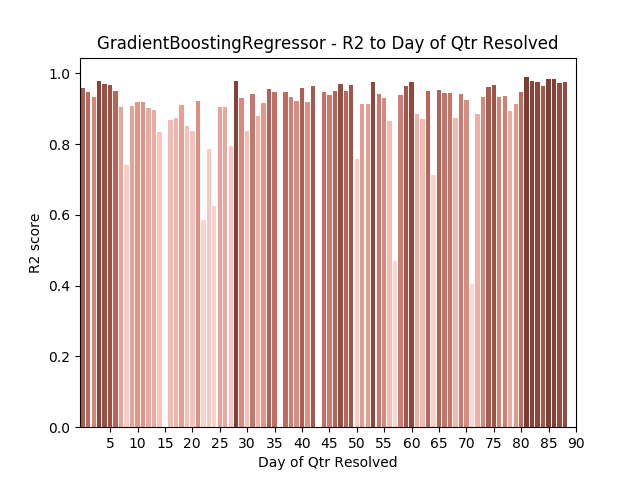 GradientBoostingRegressor - R2 to Day of Qtr Resolved
1.0
0.8
0.6
0.4
0.2
0.0
R2 score
5 10 15 20 25 30 35 40 45 50 55 60 65 70 75 80 85 90
Day of Qtr Resolved